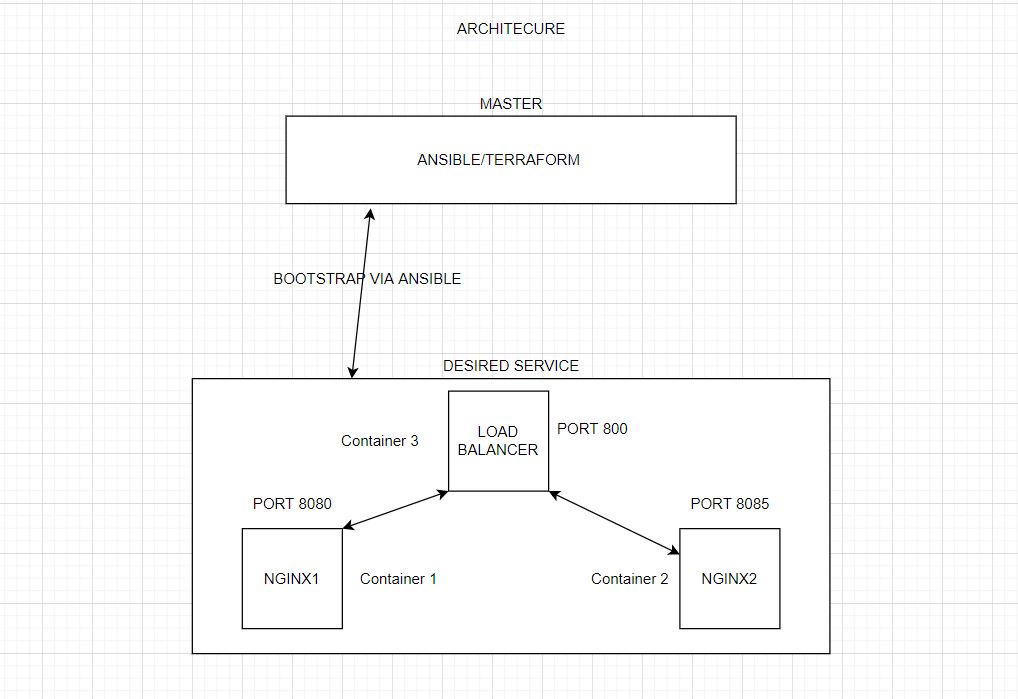 ARCHITECURE
MASTER
ANSIBLE/TERRAFORM
BOOTSTRAP VIA ANSIBLE
DESIRED SERVICE
LOAD
BALANCER
PORT 800
Container 3
PORT 8080
PORT 8085
NGINX1
Container 1
Container 2
NGINX2